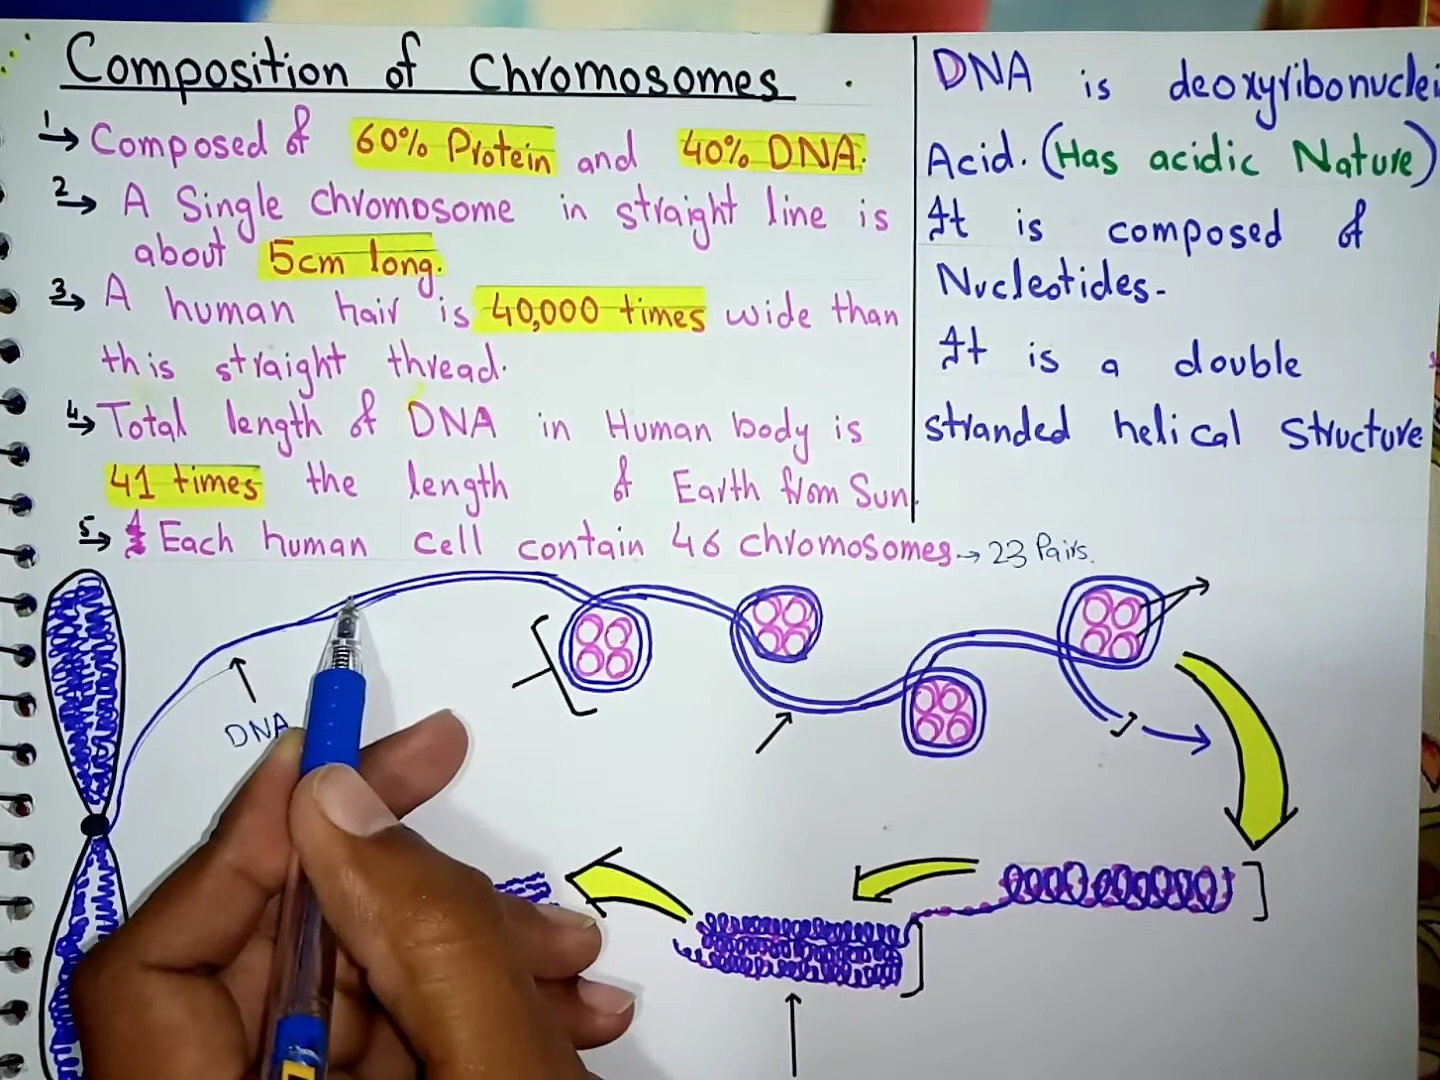 Composition of Chromosomes
1→ Composed of 60% Protein and 40% DNA.
2→ A Single chromosome in straight line is
about 5cm long.
3→ A human hair is 40,000 times wide than
this straight thread.
4→ Total length of DNA in Human body is
41 times the length of Earth from Sun.
5→ Each human cell contain 46 chromosomes → 23 Pairs.
DNA is deoxyribonuclei
Acid. (Has acidic Nature)
It is composed of
Nucleotides-
It is a double
stranded helical structure
DNA